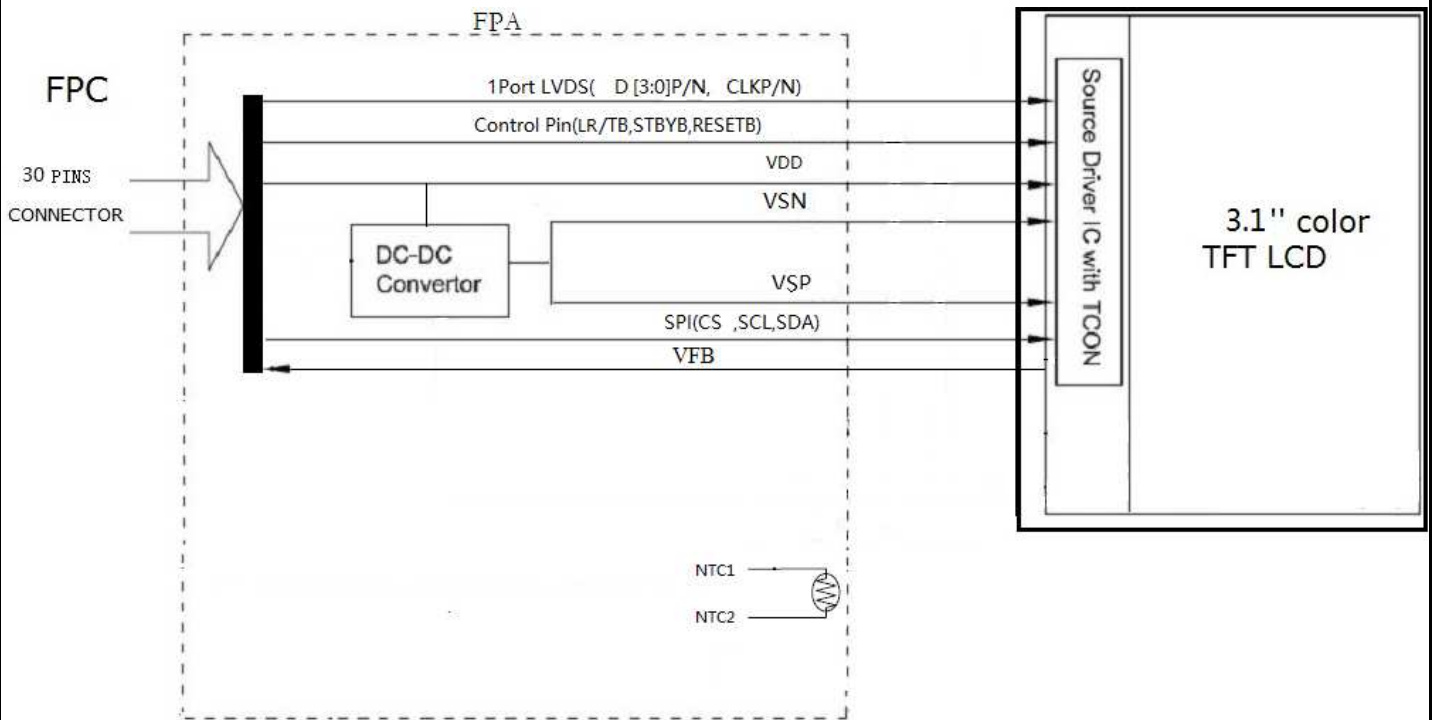 FPA
FPC
1Port LVDS( D [3:0]P/N, CLKP/N)
Control Pin(LR/TB,STBYB,RESETB)
VDD
30 PINS
CONNECTOR
VSN
DC-DC
Convertor
VSP
SPI(CS ,SCL,SDA)
VFB
Source Driver IC with TCON
3.1'' color
TFT LCD
NTC1
NTC2